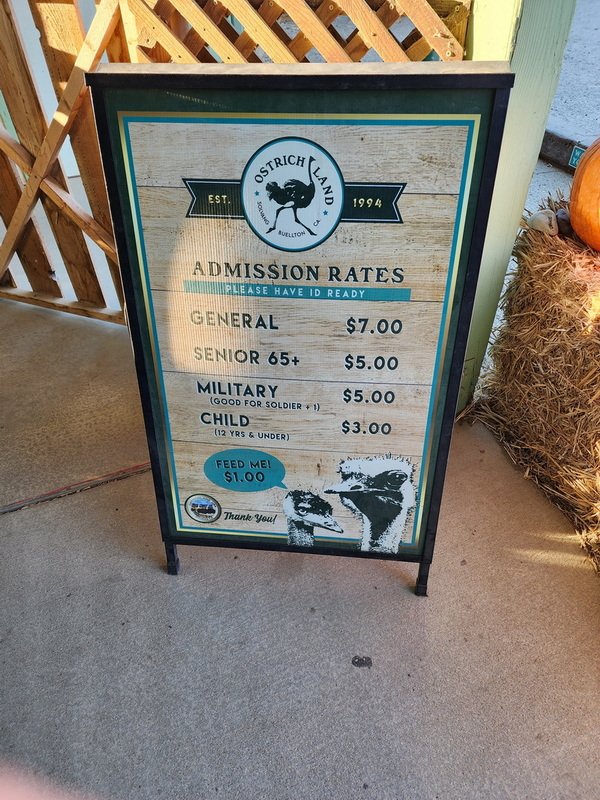 OSTRICH LAND
EST. 1994
SOLVANG BUELLTON CA
ADMISSION RATES
PLEASE HAVE ID READY
GENERAL $7.00
SENIOR 65+ $5.00
MILITARY $5.00
(GOOD FOR SOLDIER + 1)
CHILD $3.00
(12 YRS & UNDER)
FEED ME!
$1.00
Thank You!